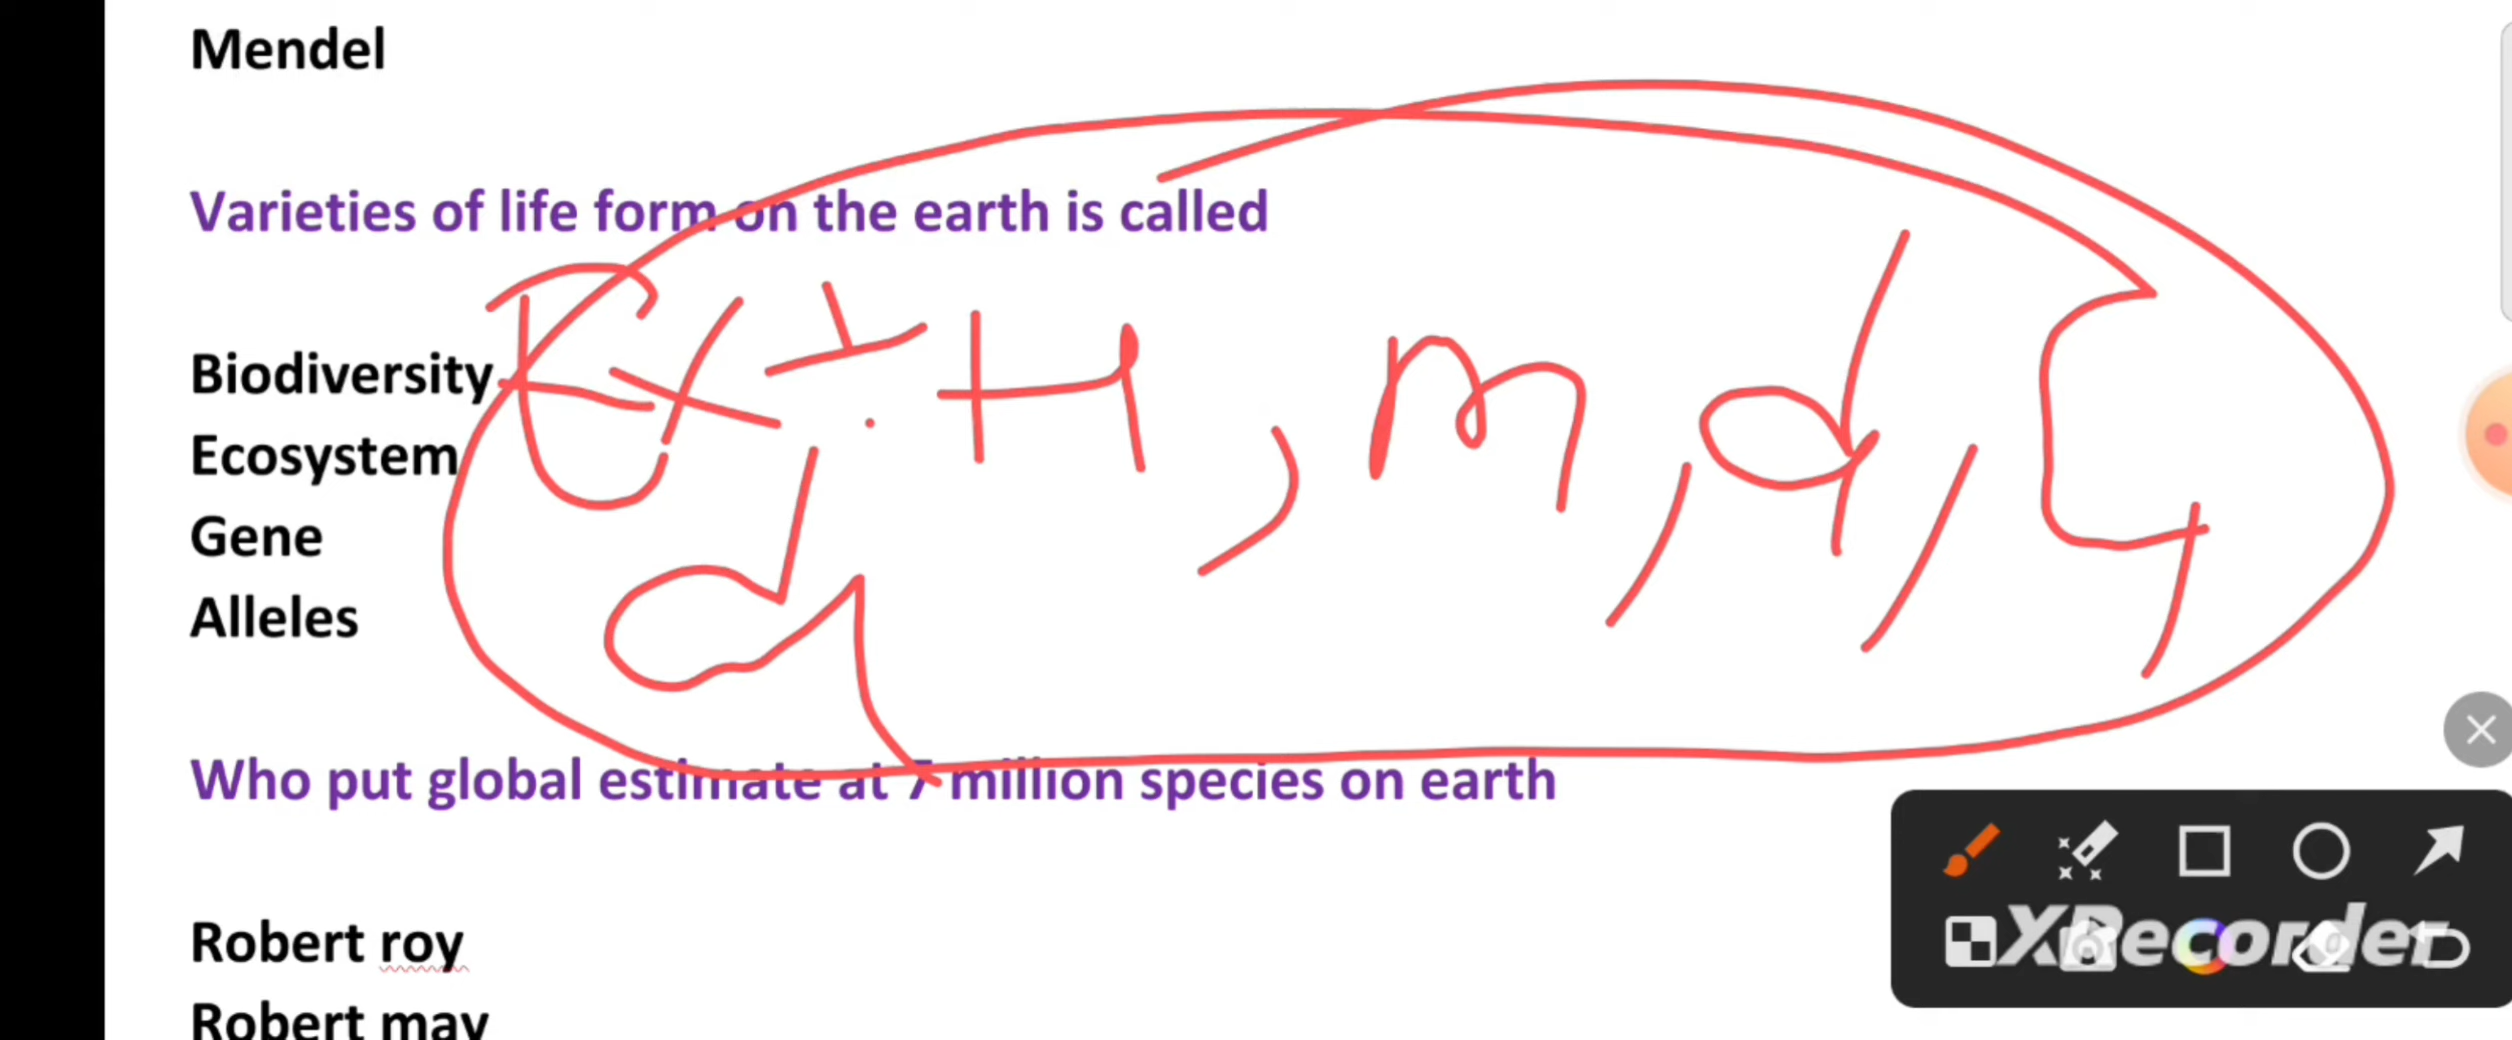 Mendel
Varieties of life form on the earth is called
Biodiversity
Ecosystem
Gene
Alleles
Who put global estimate at 7 million species on earth
Robert roy
Robert may
XRecorder